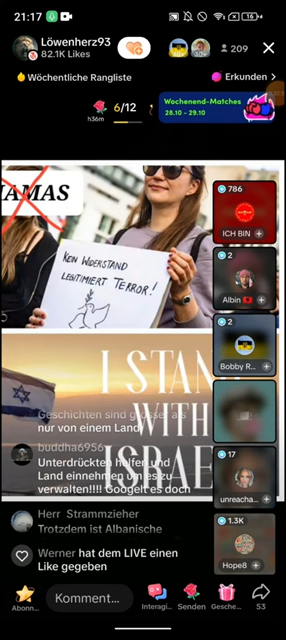 21:17
16
Löwenherz93
82.1K Likes
209
Wöchentliche Rangliste
Erkunden >
6/12
h36m
Wochenend-Matches
28.10 - 29.10
AMAS
KEIN WIDERSTAND
LEGITIMIERT TERROR!
786
ICH BIN +
2
Albin +
I STAN
WITH
ISRAE
2
Bobby R... +
Geschichten sind grösser als
nur von einem Land
buddha6956
Unterdrückten helfen und
Land einnehmen um es zu
verwalten!!!! Googelt es doch
17
unreacha... +
Herr Strammzieher
Trotzdem ist Albanische
1.3K
Hope8 +
Werner hat dem LIVE einen
Like gegeben
Komment...
Abonn...
Interagi...
Senden
Gesche...
53